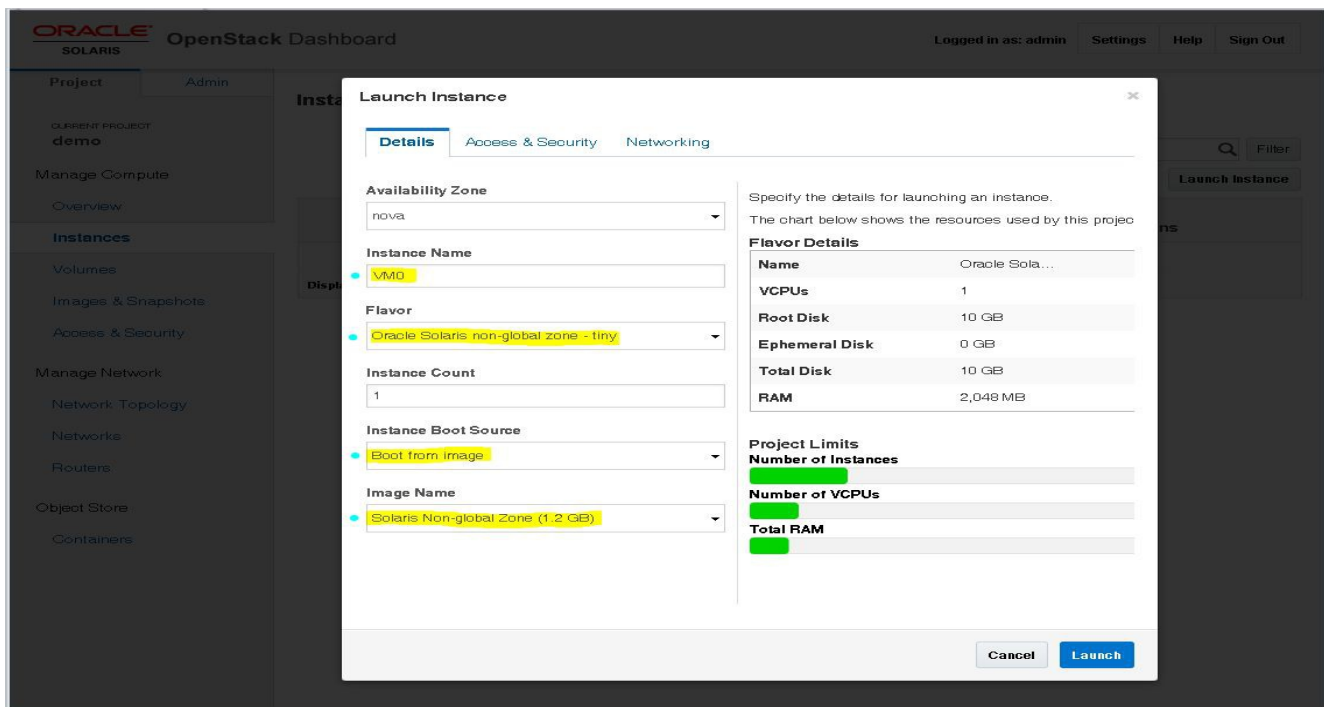 ORACLE
SOLARIS
OpenStack Dashboard
Logged in as: admin
Settings
Help
Sign Out
Project
Admin
Insta
CURRENT PROJECT
demo
Manage Compute
Overview
Instances
Volumes
Images & Snapshots
Access & Security
Manage Network
Network Topology
Networks
Routers
Object Store
Containers
Filter
Launch Instance
ns
Displ
Launch Instance
×
Details
Access & Security
Networking
Availability Zone
nova
Instance Name
VM0
Flavor
Oracle Solaris non-global zone - tiny
Instance Count
1
Instance Boot Source
Boot from image
Image Name
Solaris Non-global Zone (1.2 GB)
Specify the details for launching an instance.
The chart below shows the resources used by this projec
Flavor Details
Name Oracle Sola...
VCPUs 1
Root Disk 10 GB
Ephemeral Disk 0 GB
Total Disk 10 GB
RAM 2,048 MB
Project Limits
Number of Instances
Number of VCPUs
Total RAM
Cancel
Launch